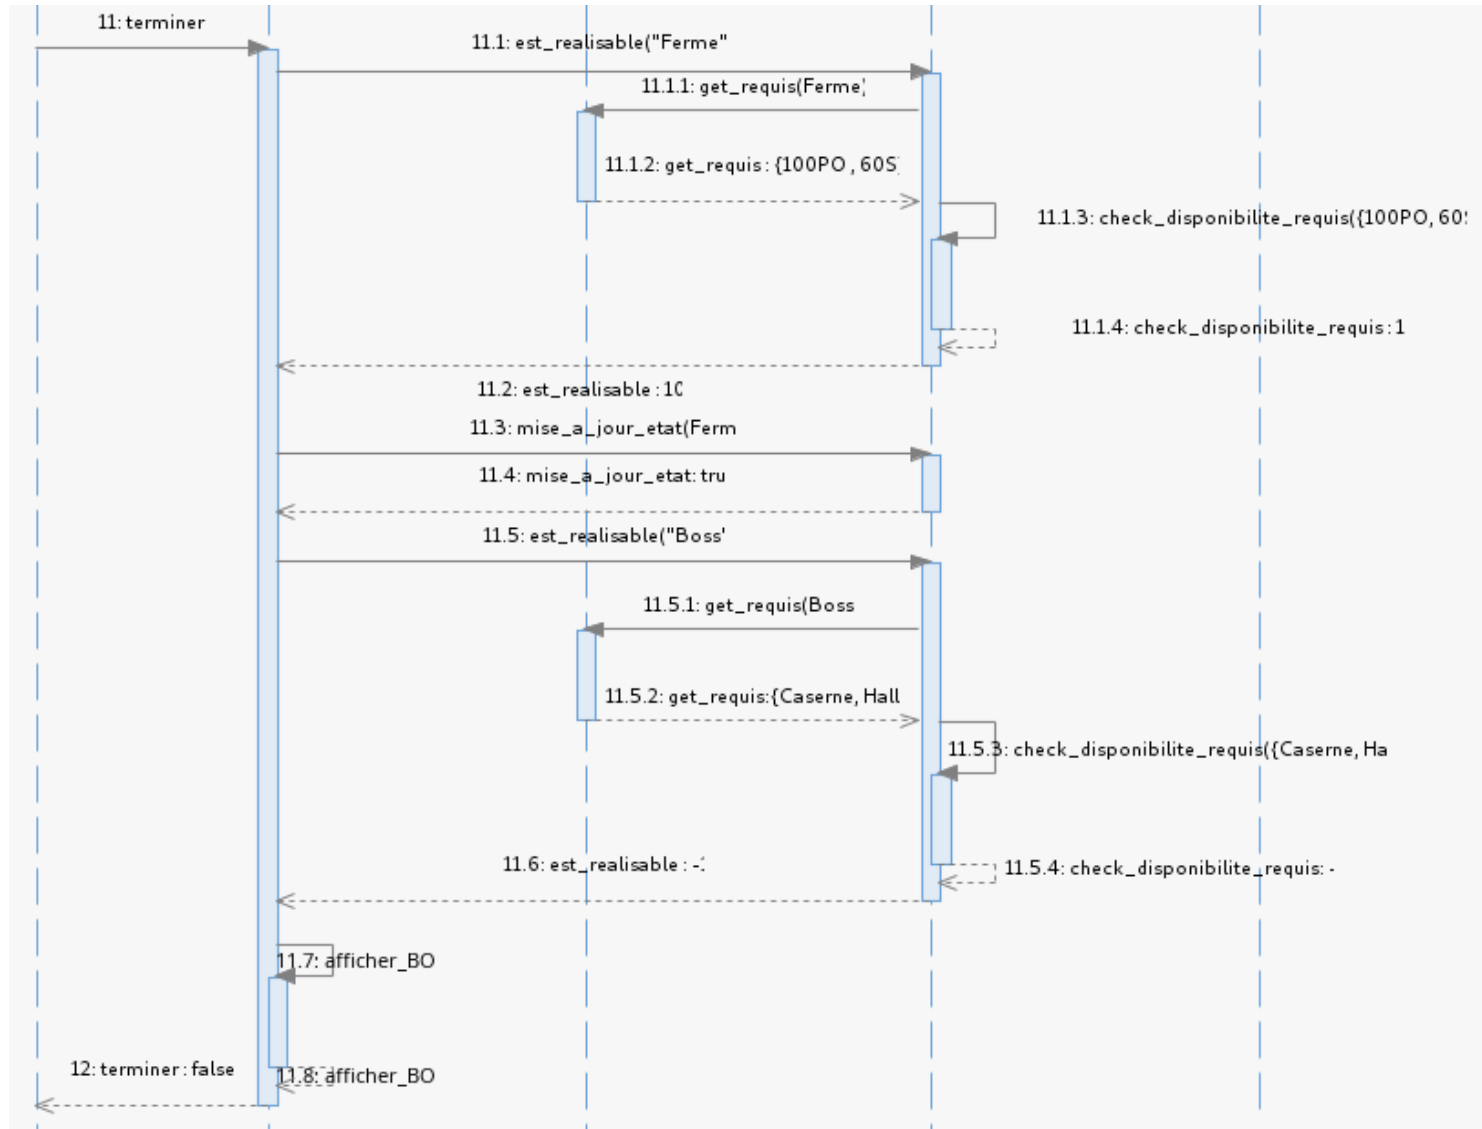 11: terminer
11.1: est_realisable("Ferme"
11.1.1: get_requis(Ferme)
11.1.2: get_requis : {100PO , 60S
11.1.3: check_disponibilite_requis({100PO, 60
11.1.4: check_disponibilite_requis : 1
11.2: est_realisable : 10
11.3: mise_a_jour_etat(Ferm
11.4: mise_a_jour_etat: tru
11.5: est_realisable("Boss"
11.5.1: get_requis(Boss
11.5.2: get_requis:{Caserne, Hall
11.5.3: check_disponibilite_requis({Caserne, Ha
11.6: est_realisable : -
11.5.4: check_disponibilite_requis: -
11.7: afficher_BO
12: terminer : false
11.8: afficher_BO